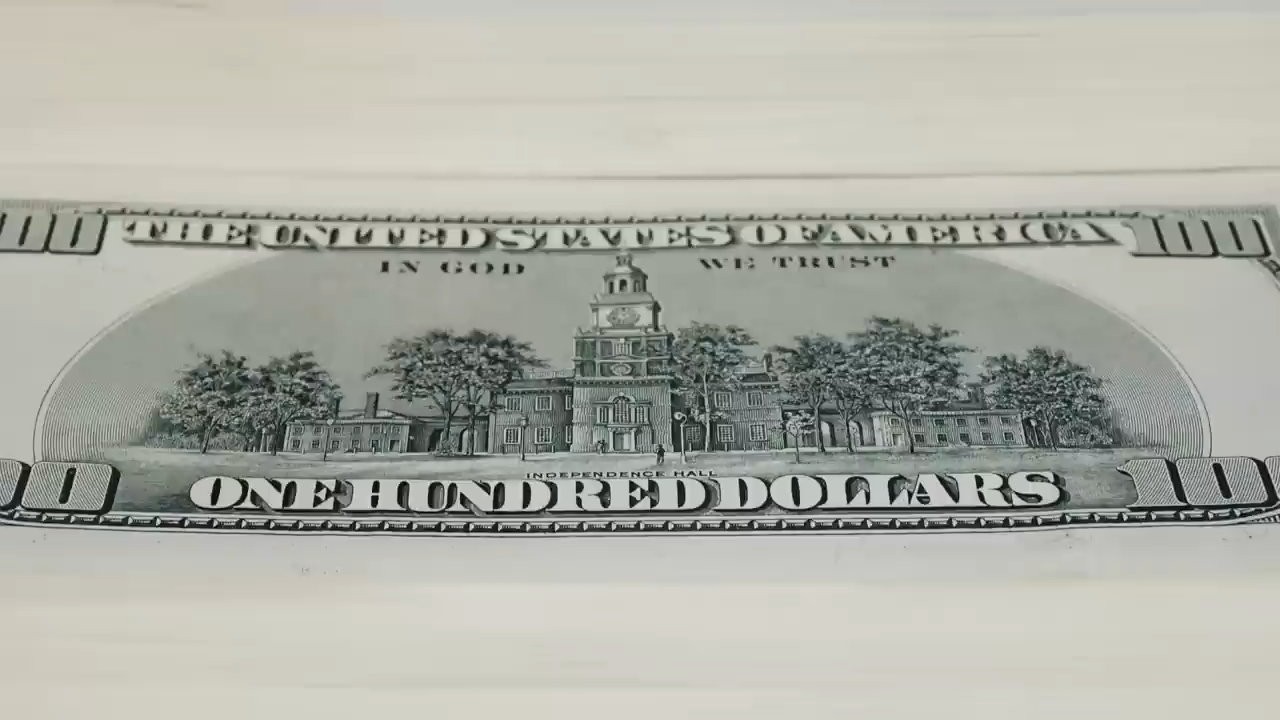 100 THE UNITED STATES OF AMERICA 100
IN GOD WE TRUST
INDEPENDENCE HALL
100 ONE HUNDRED DOLLARS 100